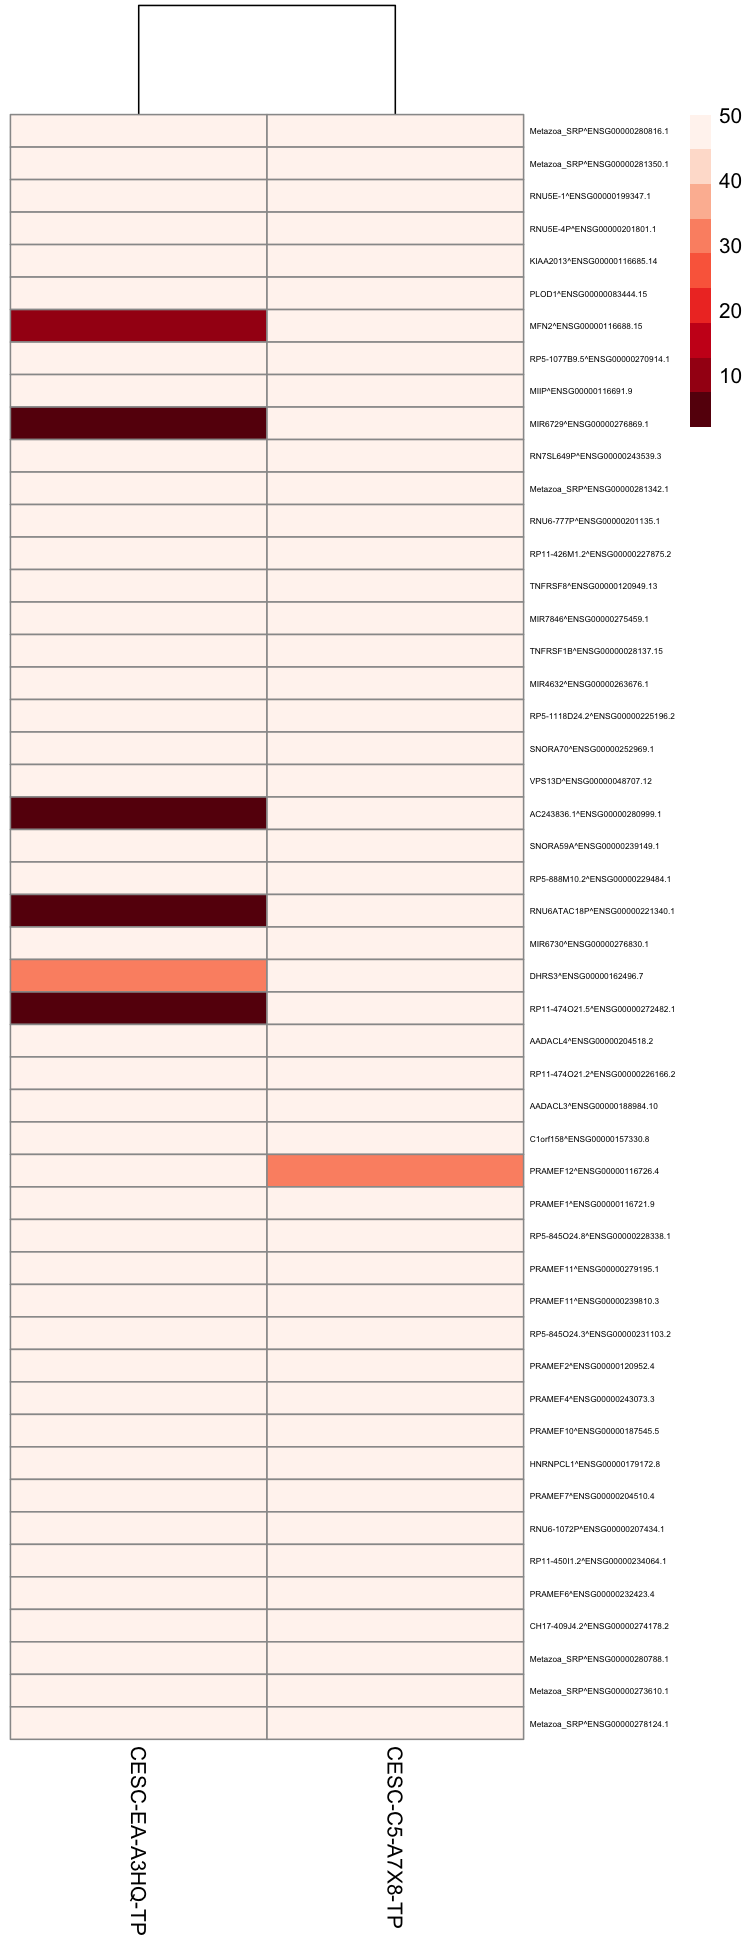 Metazoa_SRP^ENSG00000280816.1
Metazoa_SRP^ENSG00000281350.1
RNU5E-1^ENSG00000199347.1
RNU5E-4P^ENSG00000201801.1
KIAA2013^ENSG00000116685.14
PLOD1^ENSG00000083444.15
MFN2^ENSG00000116688.15
RP5-1077B9.5^ENSG00000270914.1
MIIP^ENSG00000116691.9
MIR6729^ENSG00000276869.1
RN7SL649P^ENSG00000243539.3
Metazoa_SRP^ENSG00000281342.1
RNU6-777P^ENSG00000201135.1
RP11-426M1.2^ENSG00000227875.2
TNFRSF8^ENSG00000120949.13
MIR7846^ENSG00000275459.1
TNFRSF1B^ENSG00000028137.15
MIR4632^ENSG00000263676.1
RP5-1118D24.2^ENSG00000225196.2
SNORA70^ENSG00000252969.1
VPS13D^ENSG00000048707.12
AC243836.1^ENSG00000280999.1
SNORA59A^ENSG00000239149.1
RP5-888M10.2^ENSG00000229484.1
RNU6ATAC18P^ENSG00000221340.1
MIR6730^ENSG00000276830.1
DHRS3^ENSG00000162496.7
RP11-474O21.5^ENSG00000272482.1
AADACL4^ENSG00000204518.2
RP11-474O21.2^ENSG00000226166.2
AADACL3^ENSG00000188984.10
C1orf158^ENSG00000157330.8
PRAMEF12^ENSG00000116726.4
PRAMEF1^ENSG00000116721.9
RP5-845O24.8^ENSG00000228338.1
PRAMEF11^ENSG00000279195.1
PRAMEF11^ENSG00000239810.3
RP5-845O24.3^ENSG00000231103.2
PRAMEF2^ENSG00000120952.4
PRAMEF4^ENSG00000243073.3
PRAMEF10^ENSG00000187545.5
HNRNPCL1^ENSG00000179172.8
PRAMEF7^ENSG00000204510.4
RNU6-1072P^ENSG00000207434.1
RP11-450I1.2^ENSG00000234064.1
PRAMEF6^ENSG00000232423.4
CH17-409J4.2^ENSG00000274178.2
Metazoa_SRP^ENSG00000280788.1
Metazoa_SRP^ENSG00000273610.1
Metazoa_SRP^ENSG00000278124.1
50
40
30
20
10
CESC-EA-A3HQ-TP
CESC-C5-A7X8-TP